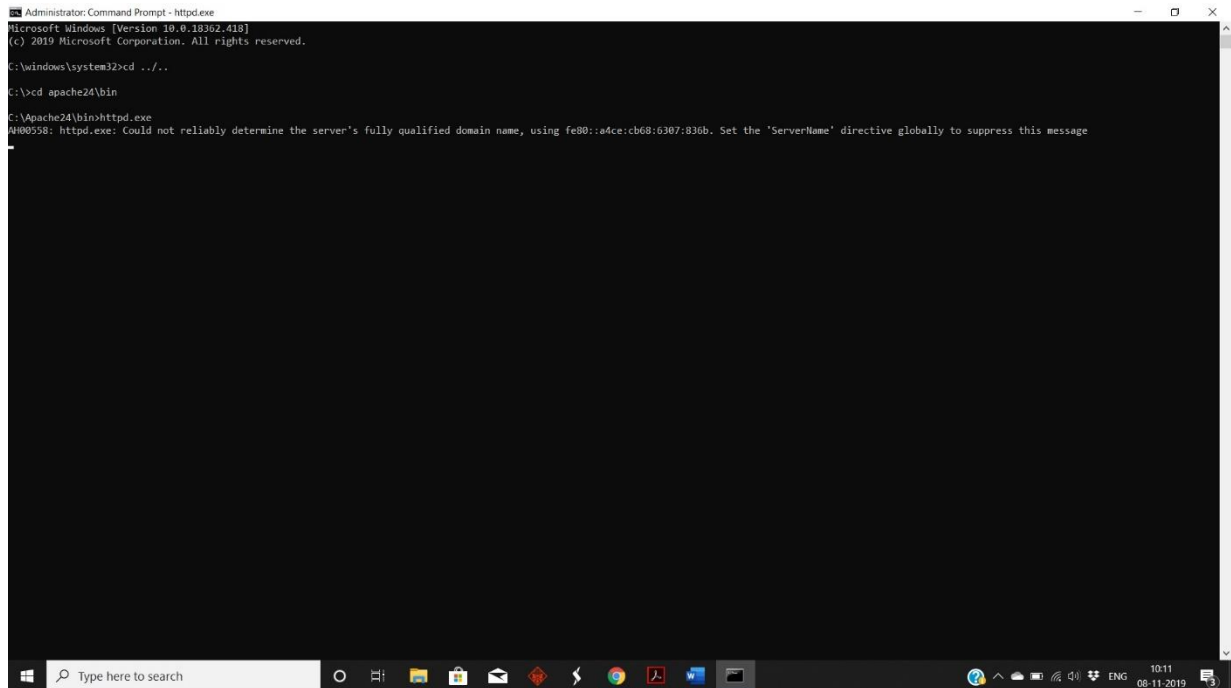 Administrator: Command Prompt - httpd.exe
Microsoft Windows [Version 10.0.18362.418]
(c) 2019 Microsoft Corporation. All rights reserved.
C:\windows\system32>cd ../..
C:\>cd apache24\bin
C:\Apache24\bin>httpd.exe
AH00558: httpd.exe: Could not reliably determine the server's fully qualified domain name, using fe80::a4ce:cb68:6307:836b. Set the 'ServerName' directive globally to suppress this message
Type here to search
ENG
10:11
08-11-2019
3